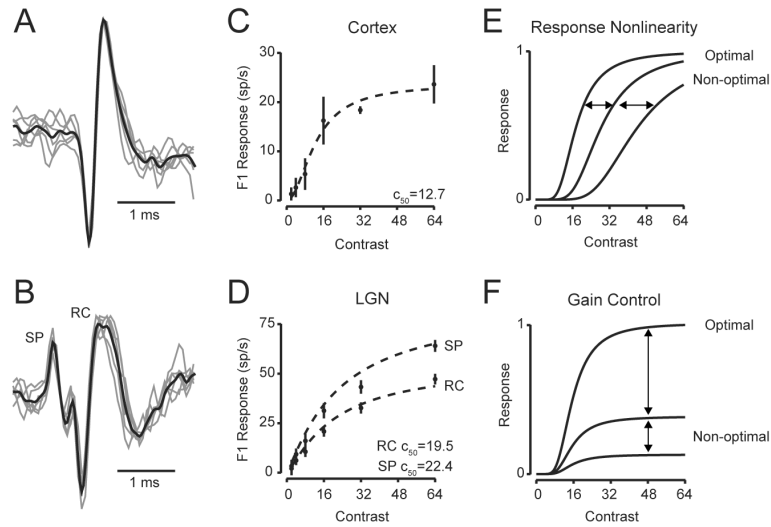 A
1 ms
B
SP
RC
1 ms
C
Cortex
F1 Response (sp/s)
30
20
10
0
c50=12.7
0 16 32 48 64
Contrast
D
LGN
F1 Response (sp/s)
75
50
25
0
SP
RC
RC c50=19.5
SP c50=22.4
0 16 32 48 64
Contrast
E
Response Nonlinearity
Response
1
0
Optimal
Non-optimal
0 16 32 48 64
Contrast
F
Gain Control
Response
1
0
Optimal
Non-optimal
0 16 32 48 64
Contrast